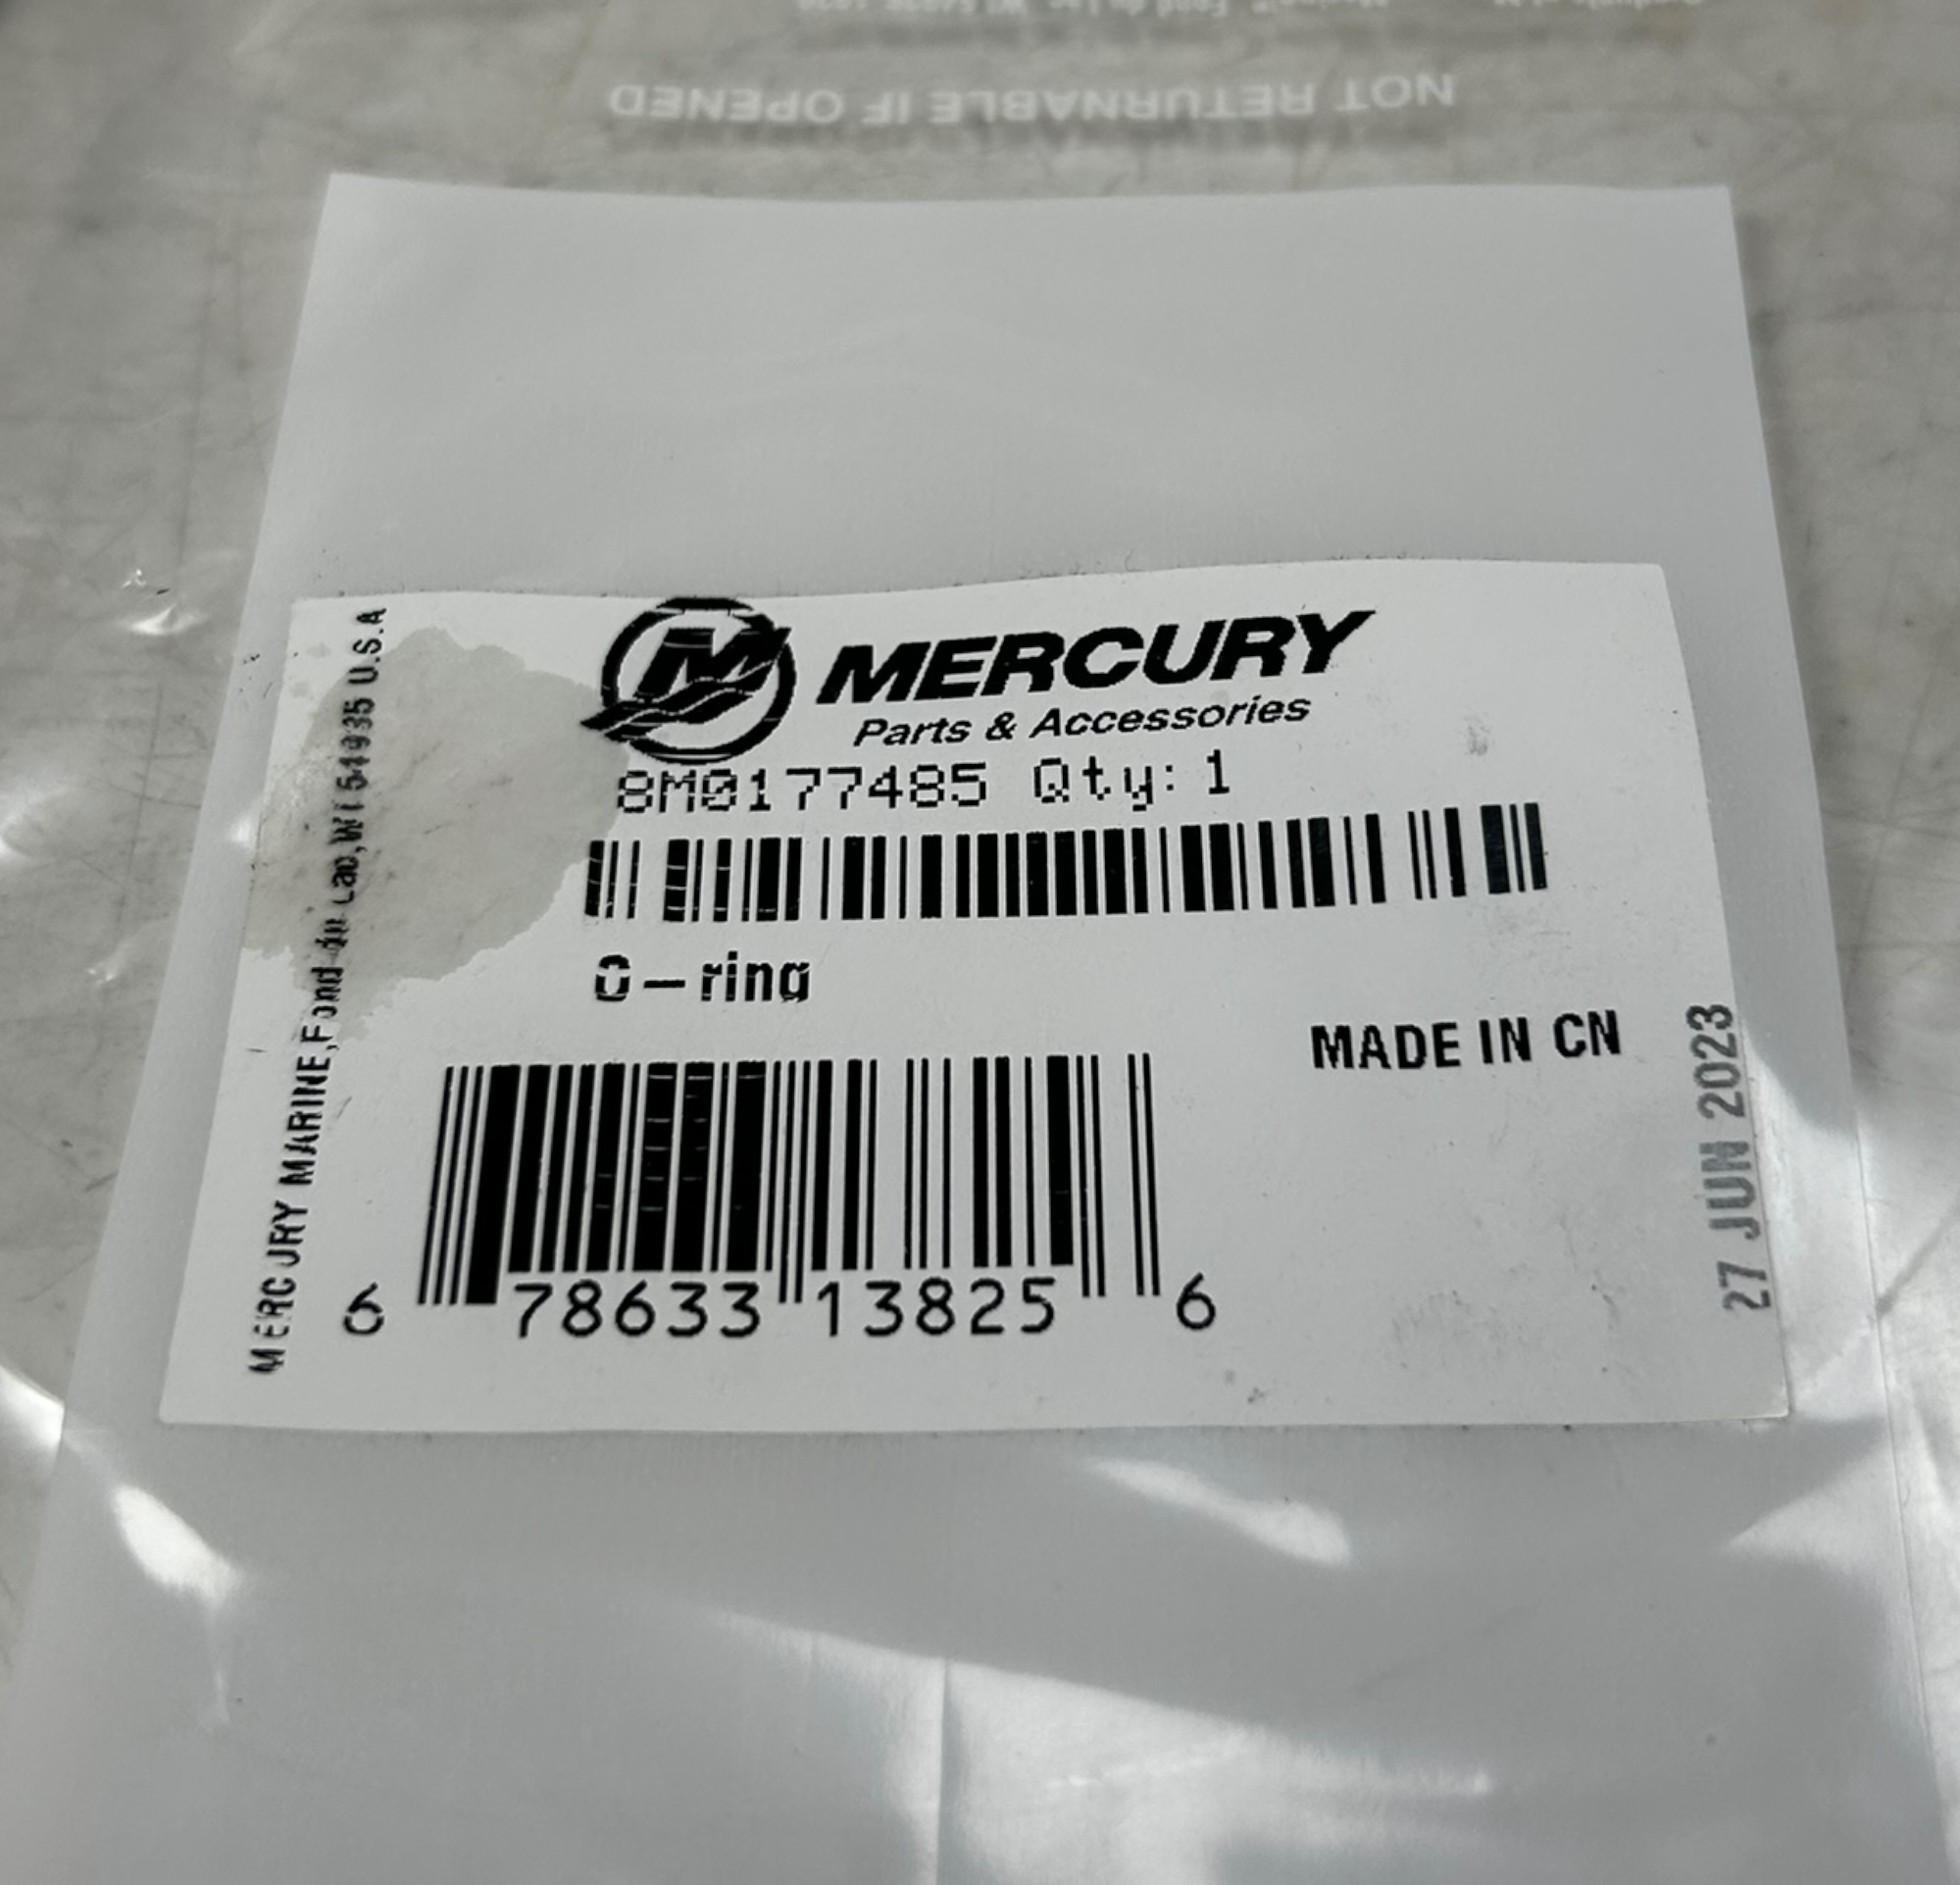 NOT RETURNABLE IF OPENED
MERCURY
Parts & Accessories
8M0177485 Qty: 1
O-ring
MADE IN CN
6 78633 13825 6
27 JUN 2023
MERCURY MARINE, Fond du Lac, WI 54935 U.S.A